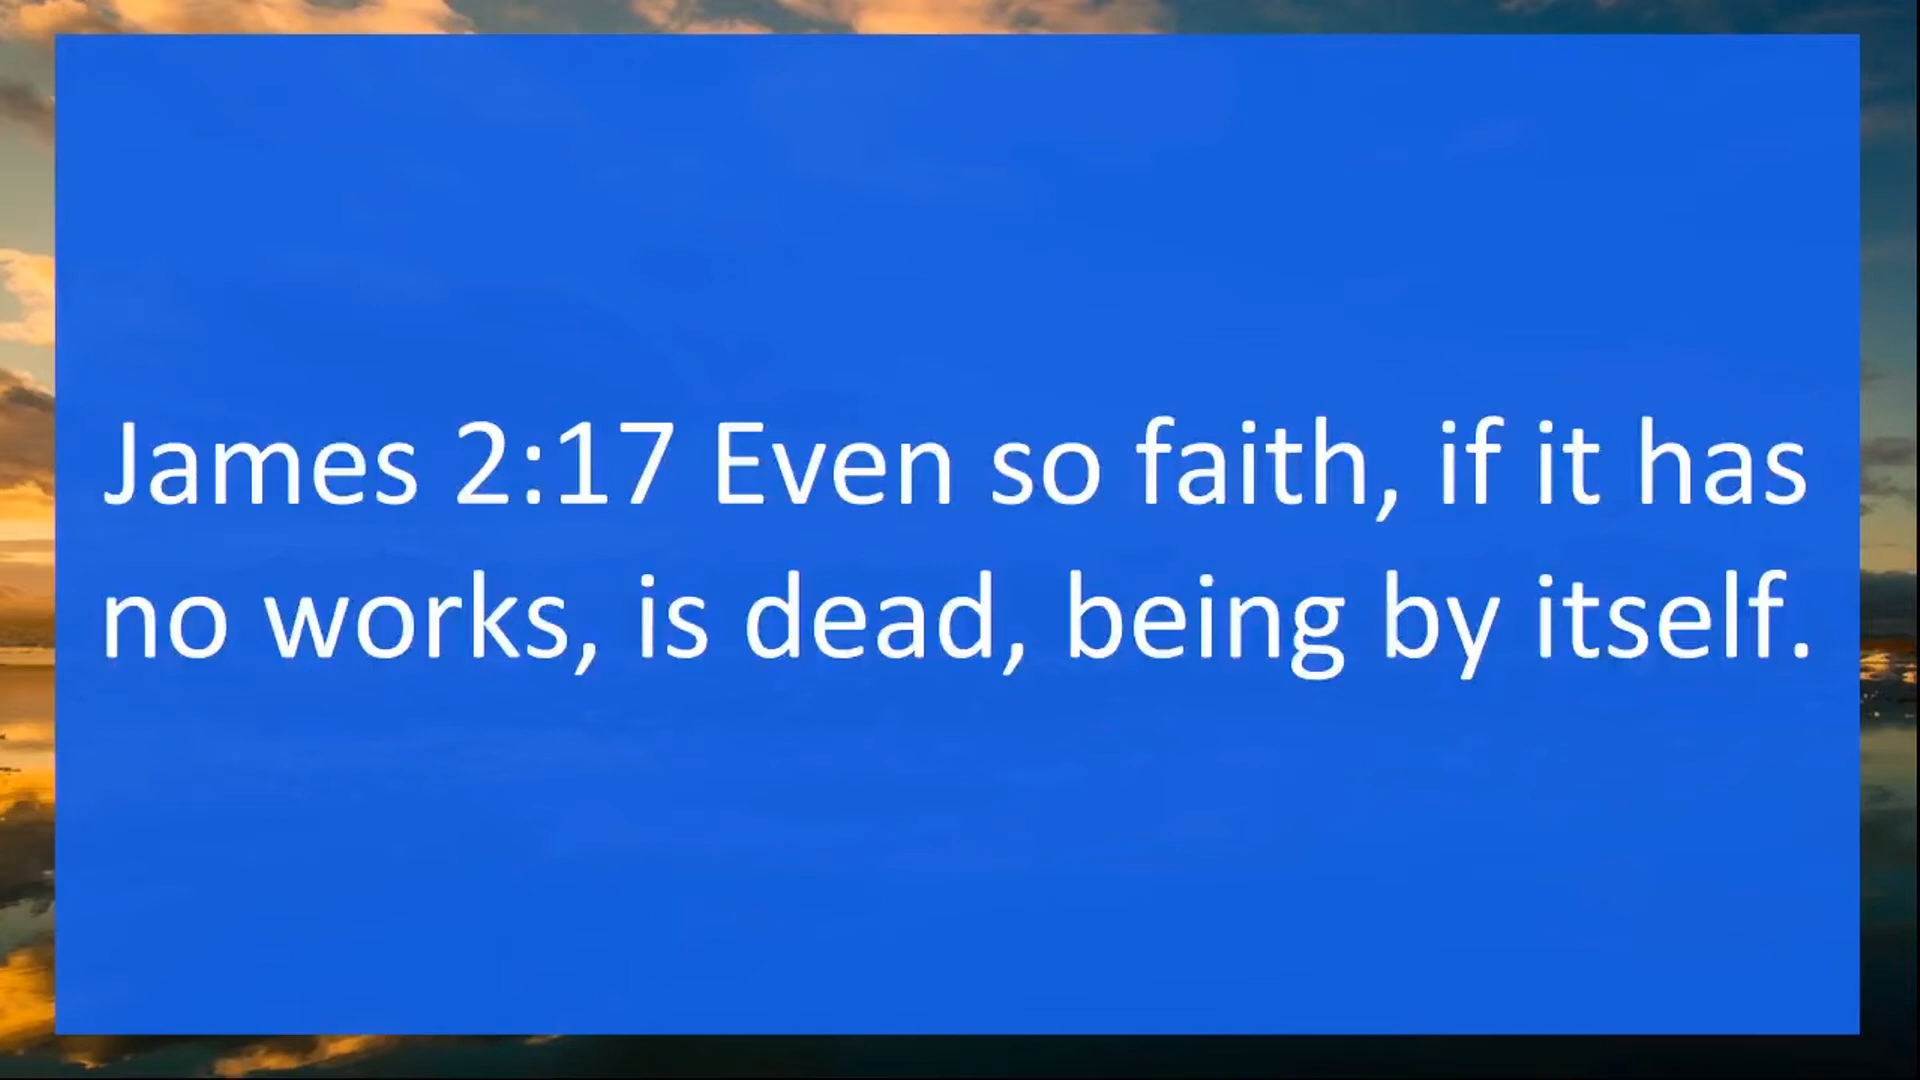 James 2:17 Even so faith, if it has
no works, is dead, being by itself.